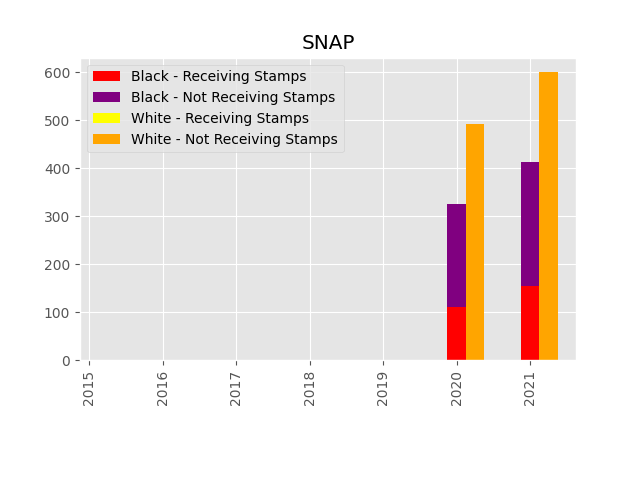 SNAP
Black - Receiving Stamps
Black - Not Receiving Stamps
White - Receiving Stamps
White - Not Receiving Stamps
600
500
400
300
200
100
0
2015
2016
2017
2018
2019
2020
2021